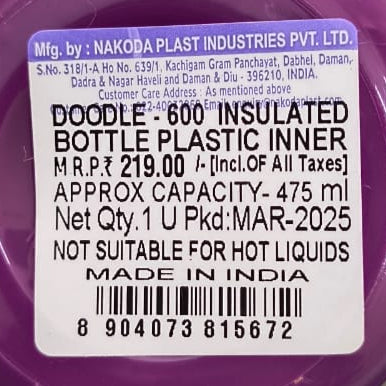 Mfg. by : NAKODA PLAST INDUSTRIES PVT. LTD.
S.No. 318/1-A Ho No. 639/1, Kachigam Gram Panchayat, Dabhel, Daman,
Dadra & Nagar Haveli and Daman & Diu - 396210, INDIA.
Customer Care Address : As mentioned above
POODLE - 600 INSULATED
BOTTLE PLASTIC INNER
M R.P.₹ 219.00 /- [Incl.OF All Taxes]
APPROX CAPACITY- 475 ml
Net Qty.1 U Pkd:MAR-2025
NOT SUITABLE FOR HOT LIQUIDS
MADE IN INDIA
8 904073 815672